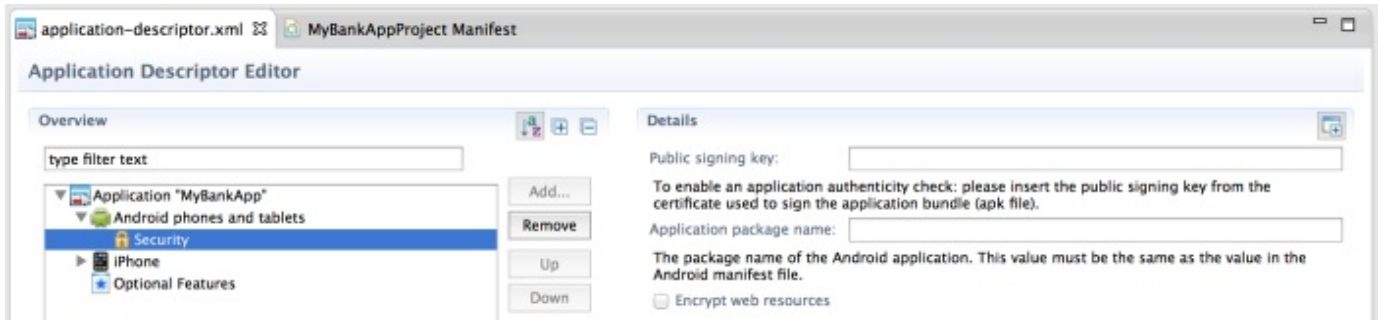 application-descriptor.xml MyBankAppProject Manifest
Application Descriptor Editor
Overview
type filter text
Application "MyBankApp"
Android phones and tablets
Security
iPhone
Optional Features
Add...
Remove
Up
Down
Details
Public signing key:
To enable an application authenticity check: please insert the public signing key from the
certificate used to sign the application bundle (apk file).
Application package name:
The package name of the Android application. This value must be the same as the value in the
Android manifest file.
Encrypt web resources